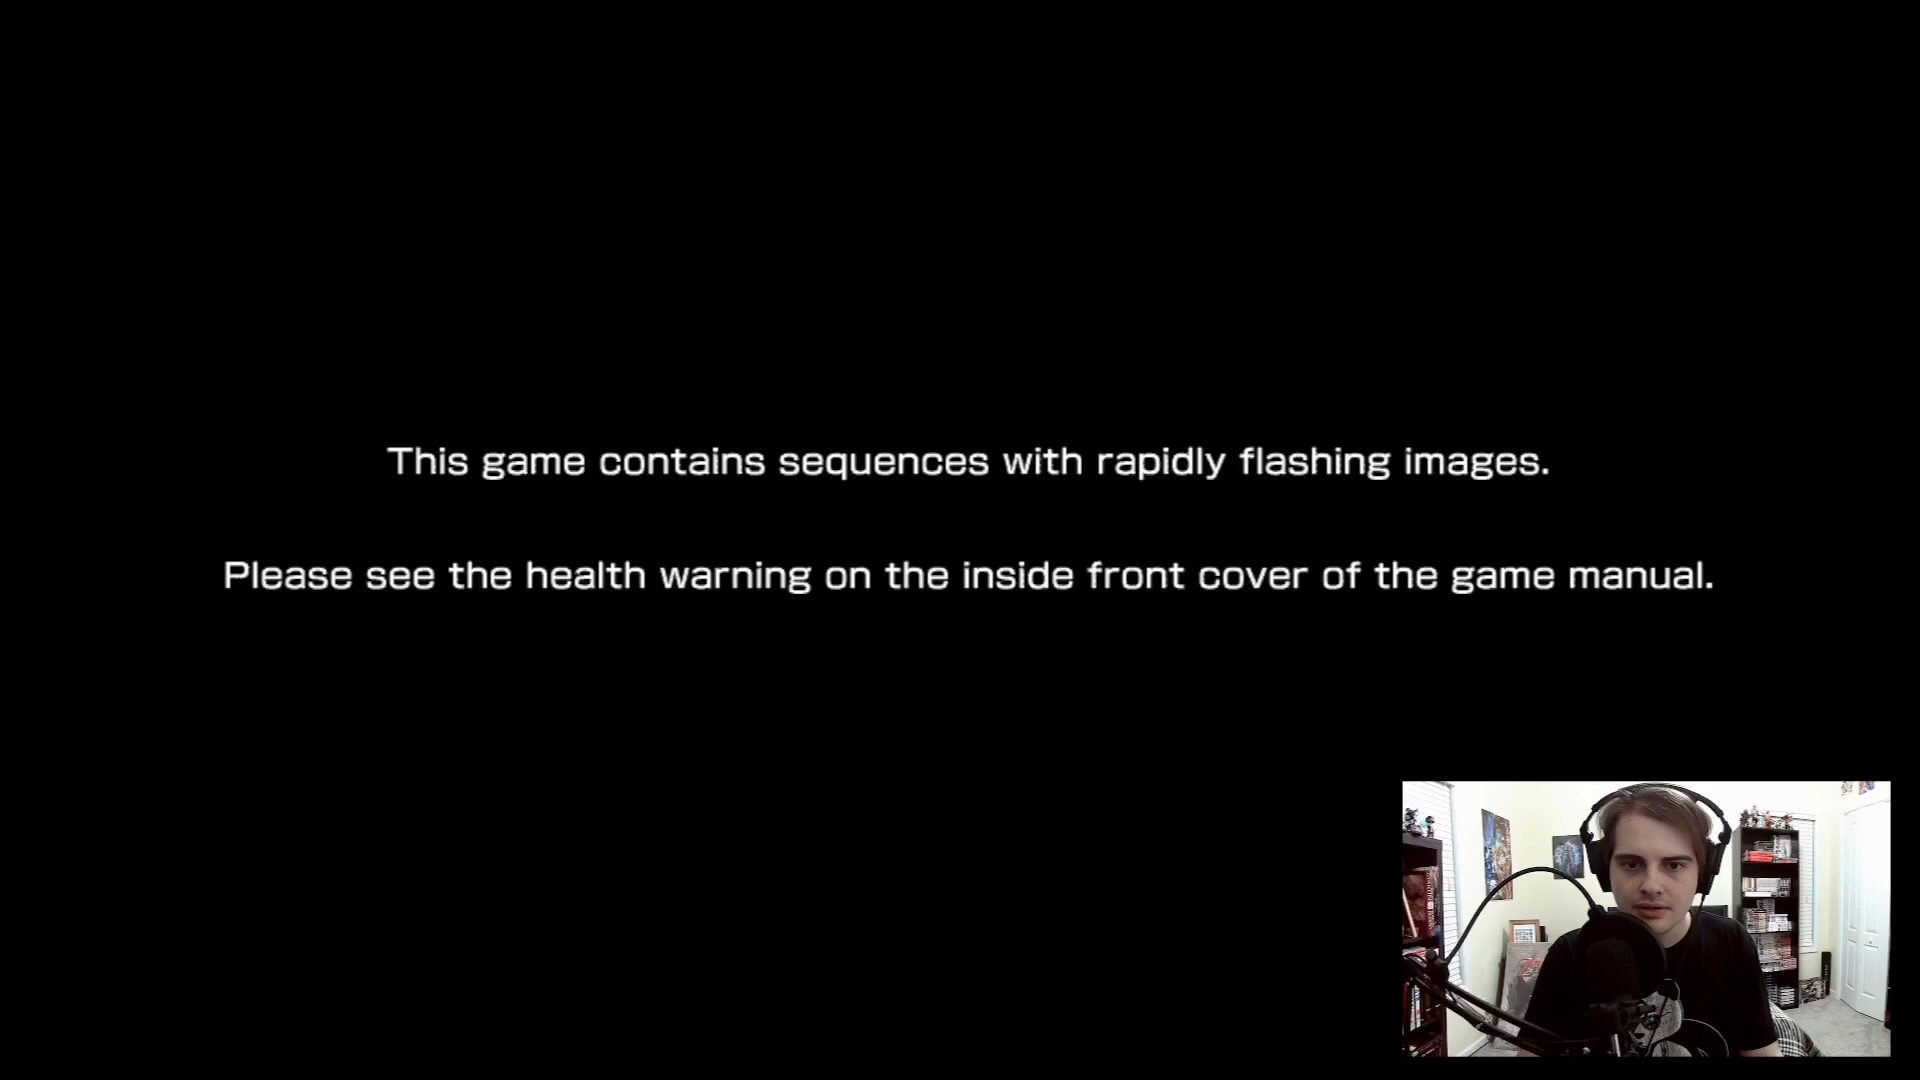 This game contains sequences with rapidly flashing images.
Please see the health warning on the inside front cover of the game manual.